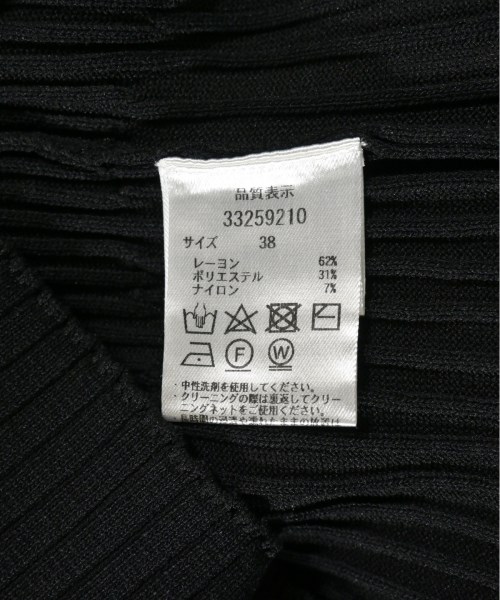 品質表示
33259210
サイズ 38
レーヨン 62%
ポリエステル 31%
ナイロン 7%
F W
・中性洗剤を使用してください。
・クリーニングの際は裏返してクリー
ニングネットをご使用ください。